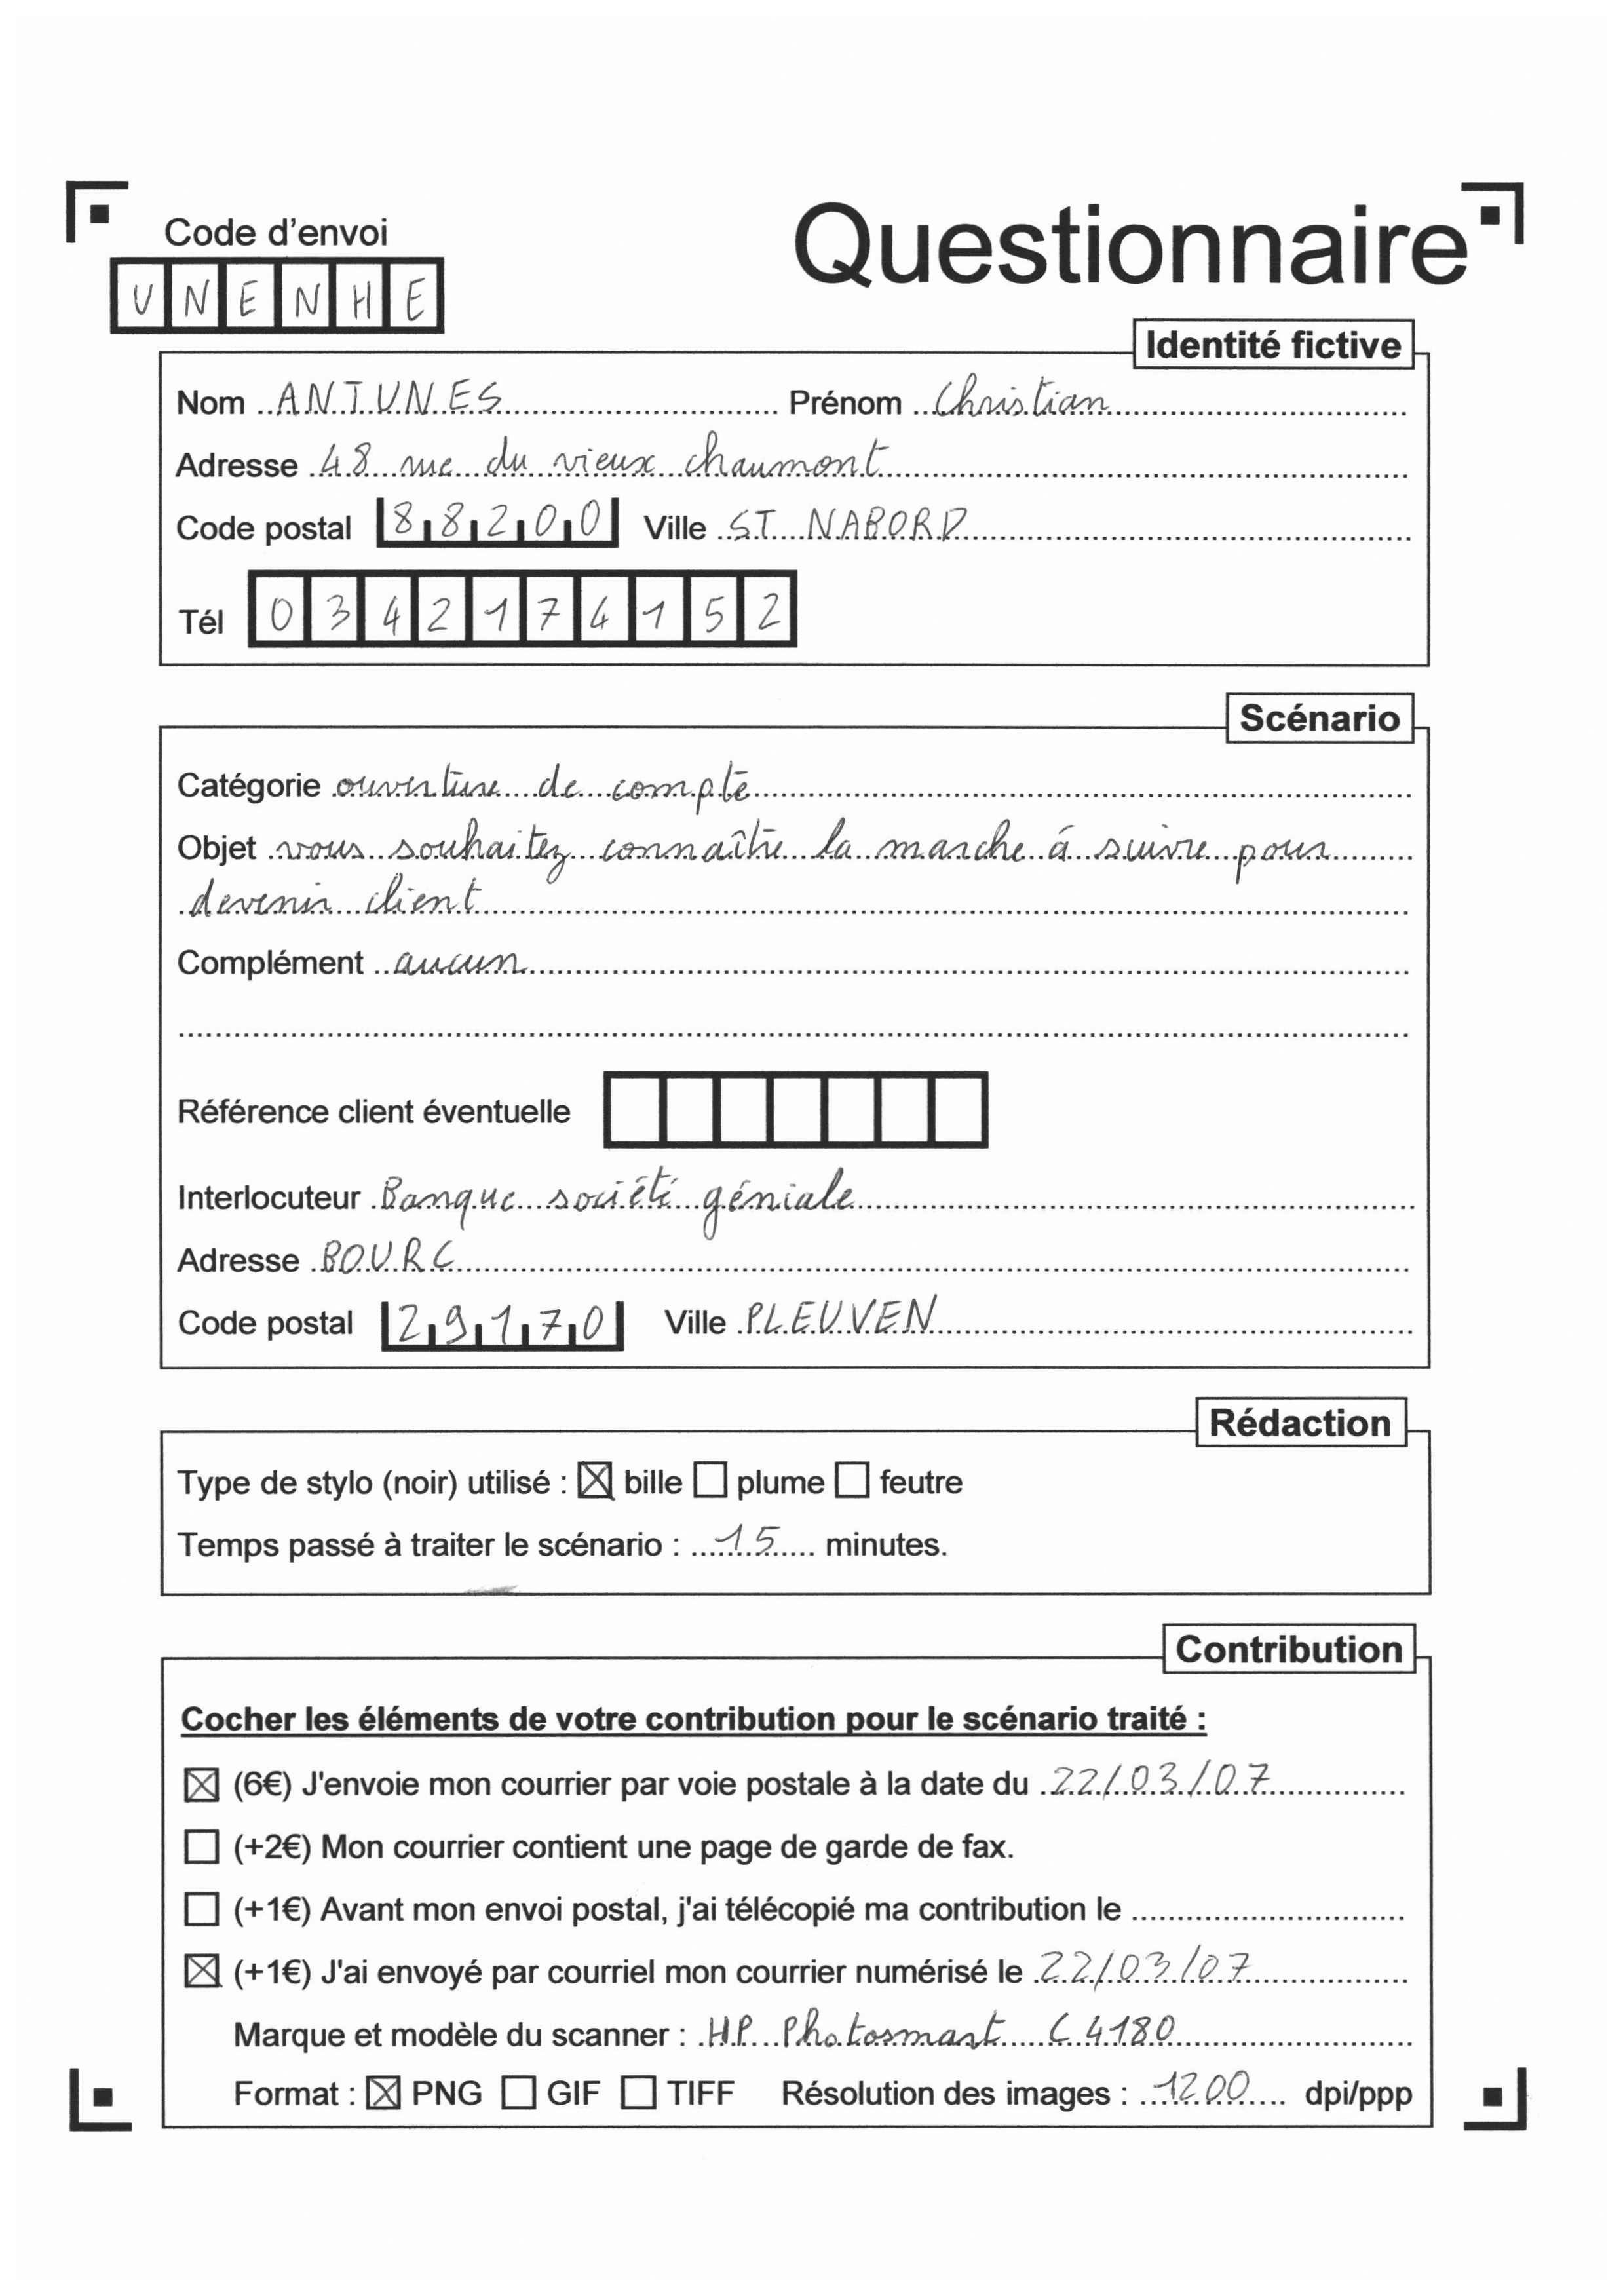 Code d'envoi
Questionnaire
UNENHE
Identité fictive
Nom ANTUNES Prénom Christian
Adresse 48 rue du vieux chaumont
Code postal 88200 Ville ST NABORD
Tél 0342174152
Scénario
Catégorie ouverture de compte
Objet vous souhaitez connaître la marche à suivre pour
devenir client
Complément aucun
Référence client éventuelle
Interlocuteur Banque société géniale
Adresse BOURG
Code postal 29170 Ville PLEUVEN
Rédaction
Type de stylo (noir) utilisé : ☒ bille ☐ plume ☐ feutre
Temps passé à traiter le scénario : 15 minutes.
Contribution
Cocher les éléments de votre contribution pour le scénario traité :
☒ (6€) J'envoie mon courrier par voie postale à la date du 22/03/07
☐ (+2€) Mon courrier contient une page de garde de fax.
☐ (+1€) Avant mon envoi postal, j'ai télécopié ma contribution le
☒ (+1€) J'ai envoyé par courriel mon courrier numérisé le 22/03/07
Marque et modèle du scanner : HP Photosmart C4180
Format : ☒ PNG ☐ GIF ☐ TIFF Résolution des images : 1200 dpi/ppp